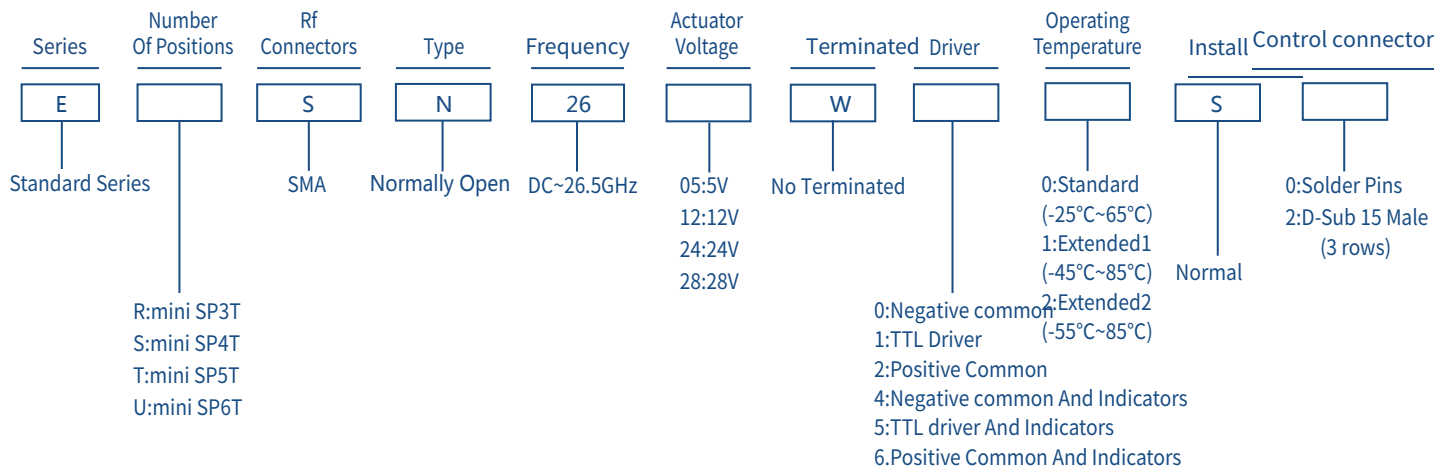 Series
Number
Of Positions
Rf
Connectors
Type
Frequency
Actuator
Voltage
Terminated
Driver
Operating
Temperature
Install
Control connector
E
S
N
26
W
S
Standard Series
SMA
Normally Open
DC~26.5GHz
05:5V
12:12V
24:24V
28:28V
No Terminated
0:Standard
(-25°C~65°C)
1:Extended1
(-45°C~85°C)
2:Extended2
(-55°C~85°C)
Normal
0:Solder Pins
2:D-Sub 15 Male
(3 rows)
R:mini SP3T
S:mini SP4T
T:mini SP5T
U:mini SP6T
0:Negative common
1:TTL Driver
2:Positive Common
4:Negative common And Indicators
5:TTL driver And Indicators
6.Positive Common And Indicators